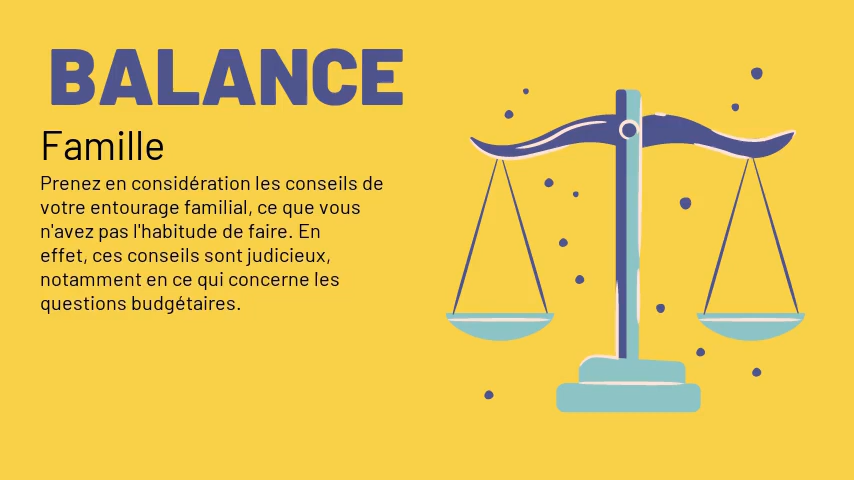 BALANCE
Famille
Prenez en considération les conseils de
votre entourage familial, ce que vous
n'avez pas l'habitude de faire. En
effet, ces conseils sont judicieux,
notamment en ce qui concerne les
questions budgétaires.